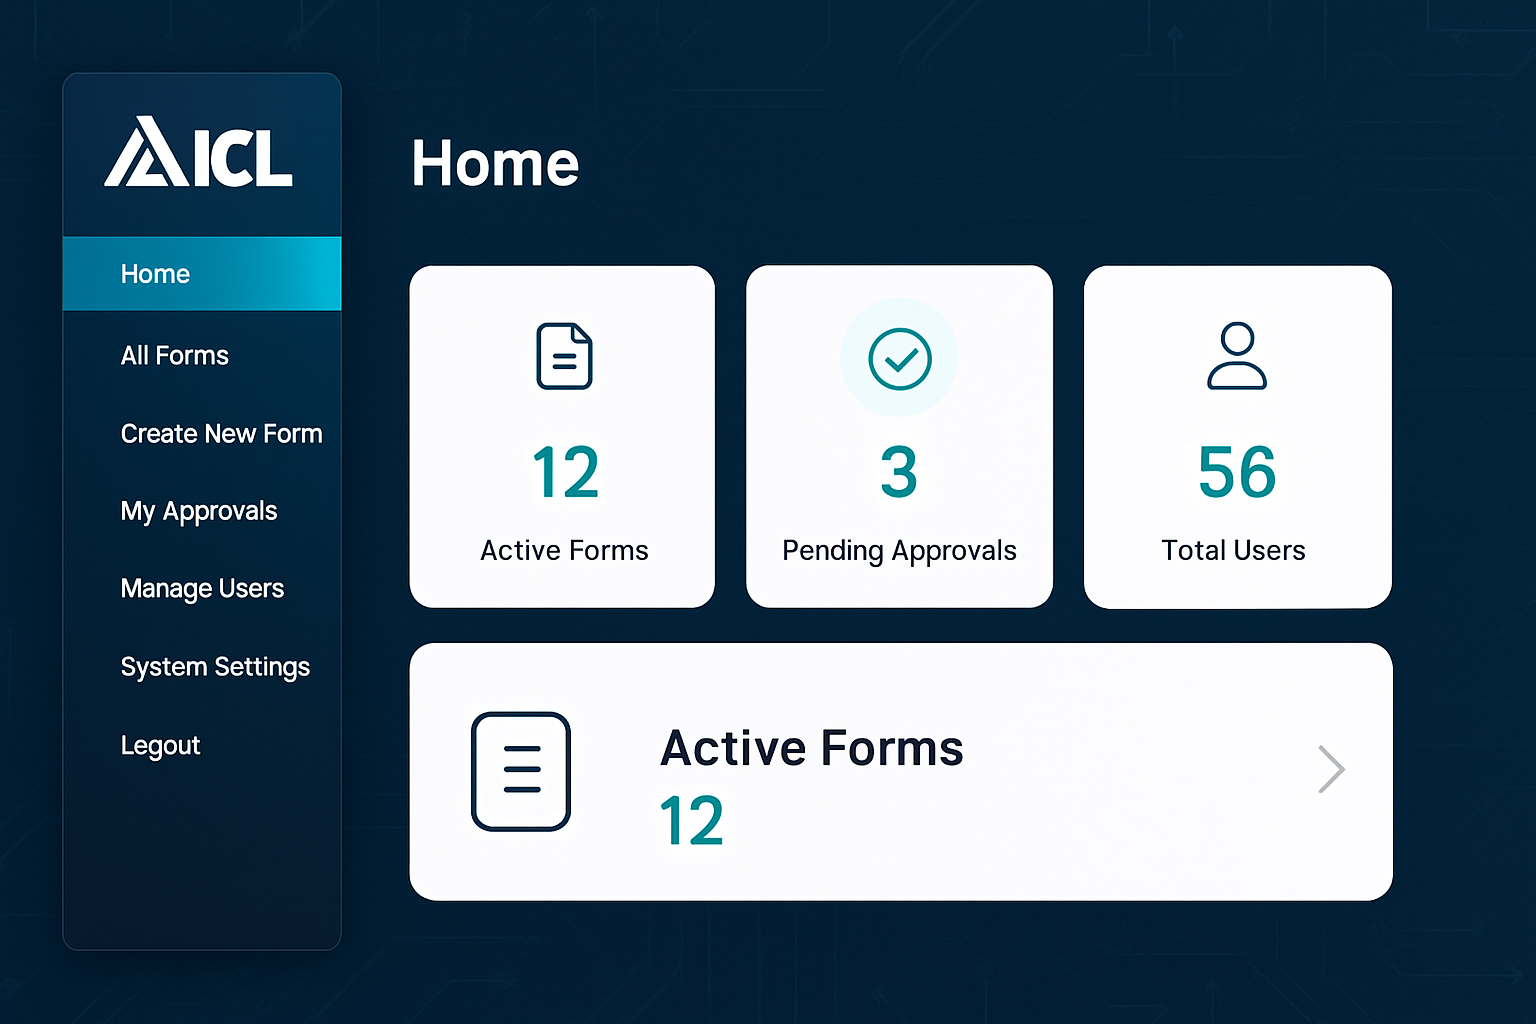 AICL
Home
All Forms
Create New Form
My Approvals
Manage Users
System Settings
Legout
Home
12
Active Forms
3
Pending Approvals
56
Total Users
Active Forms
12